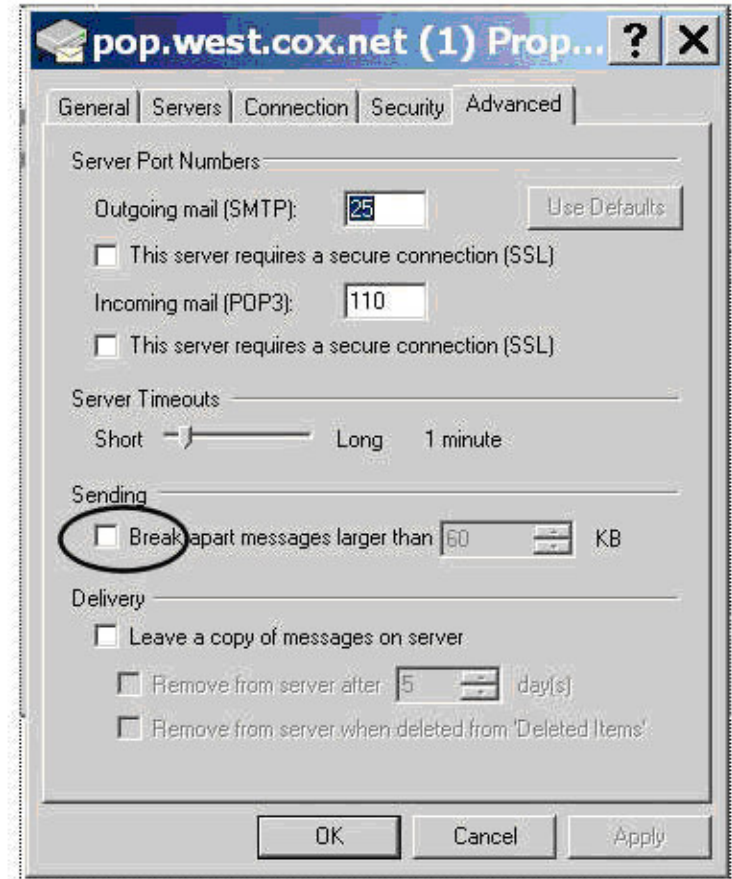 pop.west.cox.net (1) Prop... ? X
General Servers Connection Security Advanced
Server Port Numbers
Outgoing mail (SMTP): 25 Use Defaults
This server requires a secure connection (SSL)
Incoming mail (POP3): 110
This server requires a secure connection (SSL)
Server Timeouts
Short Long 1 minute
Sending
Break apart messages larger than 60 KB
Delivery
Leave a copy of messages on server
Remove from server after 5 day(s)
Remove from server when deleted from 'Deleted Items'
OK Cancel Apply